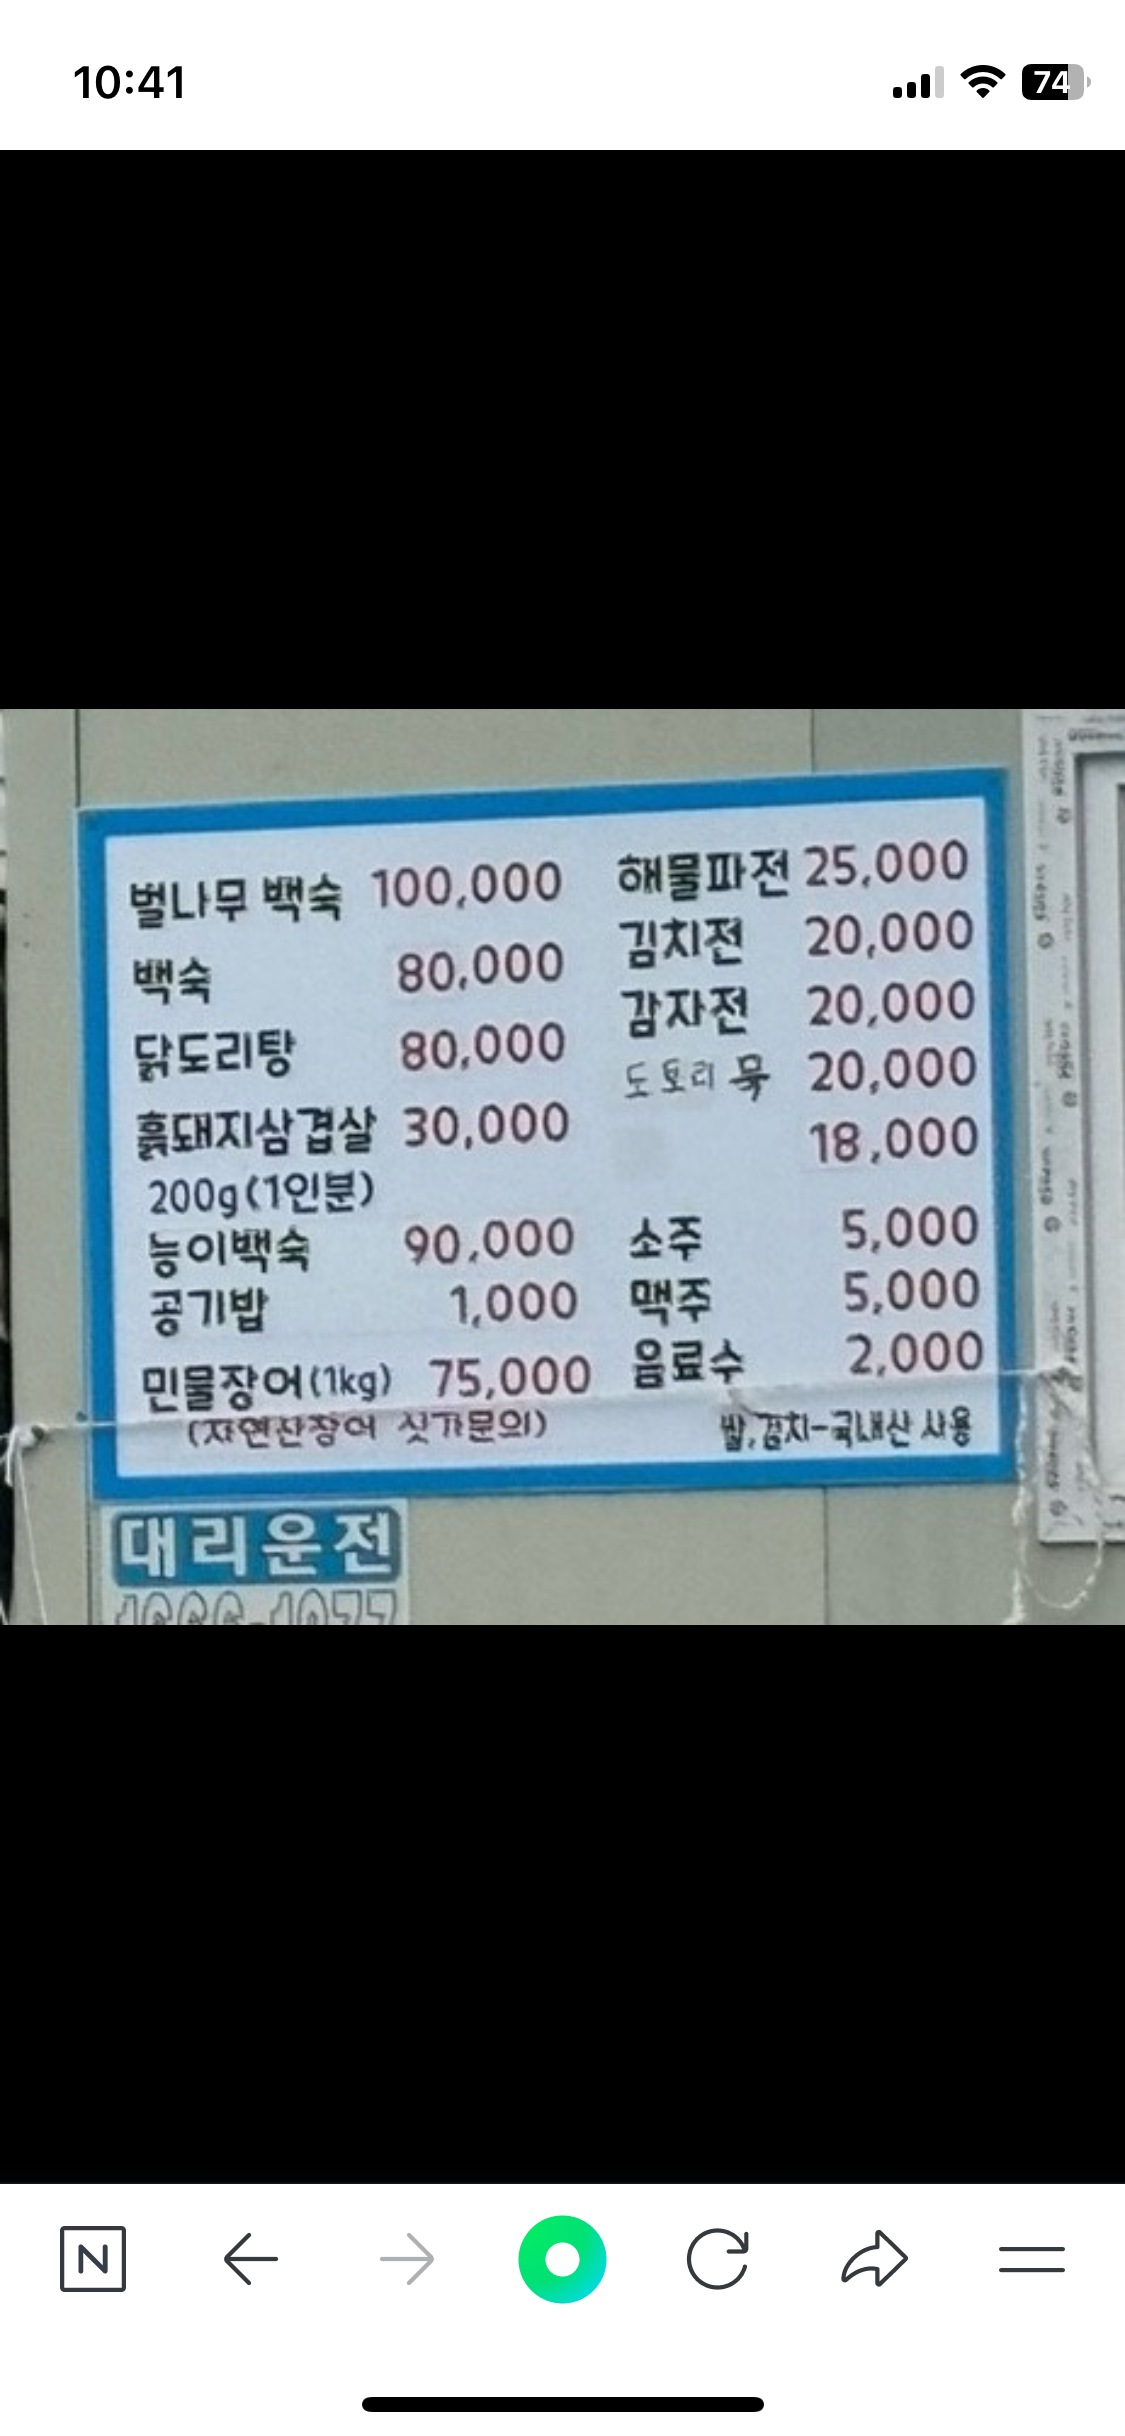 10:41
74
벌나무 백숙 100,000
백숙 80,000
닭도리탕 80,000
흙돼지삼겹살 30,000
200g(1인분)
능이백숙 90,000
공기밥 1,000
민물장어(1kg) 75,000
(자연산장어 싯가문의)
해물파전 25,000
김치전 20,000
감자전 20,000
도토리묵 20,000
18,000
소주 5,000
맥주 5,000
음료수 2,000
쌀,김치-국내산 사용
대리운전
N